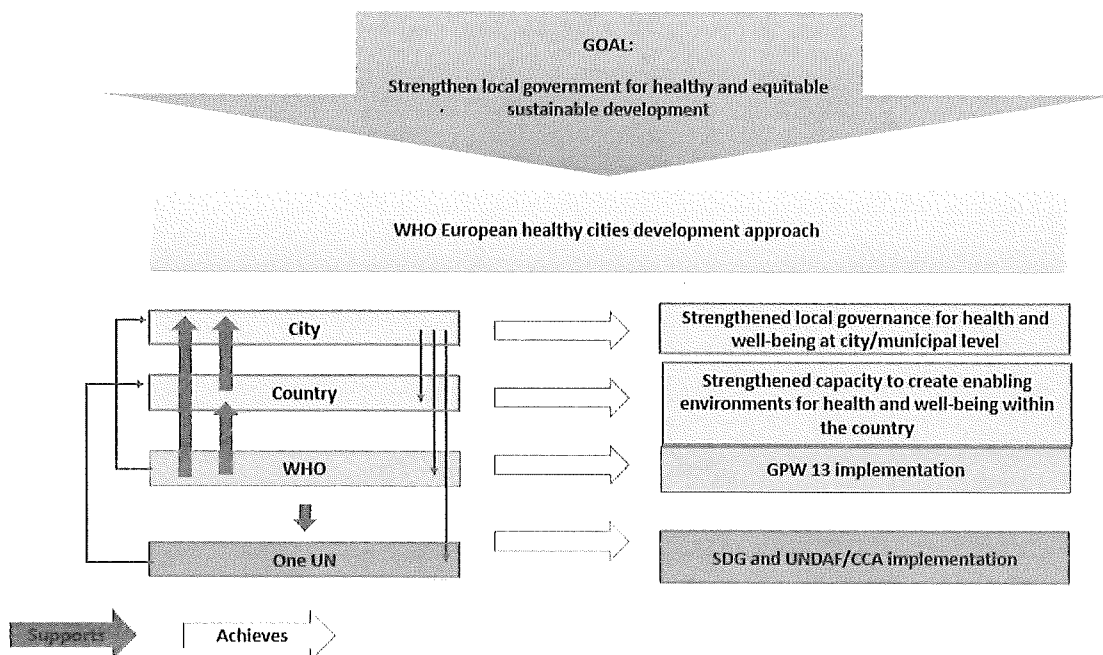 GOAL:
Strengthen local government for healthy and equitable
sustainable development
WHO European healthy cities development approach
City
Strengthened local governance for health and
well-being at city/municipal level
Country
Strengthened capacity to create enabling
environments for health and well-being within
the country
WHO
GPW 13 implementation
One UN
SDG and UNDAF/CCA implementation
Supports
Achieves